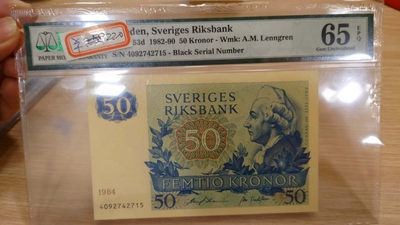 den, Sveriges Riksbank
53d 1982-90 50 Kronor - Wmk: A.M. Lenngren
S/N 4092742715 - Black Serial Number
PAPER MO
65 EPQ
Gem Uncirculated
50
SVERIGES
RIKSBANK
50
1984
FEMTIO KRONOR
4092742715
50
50